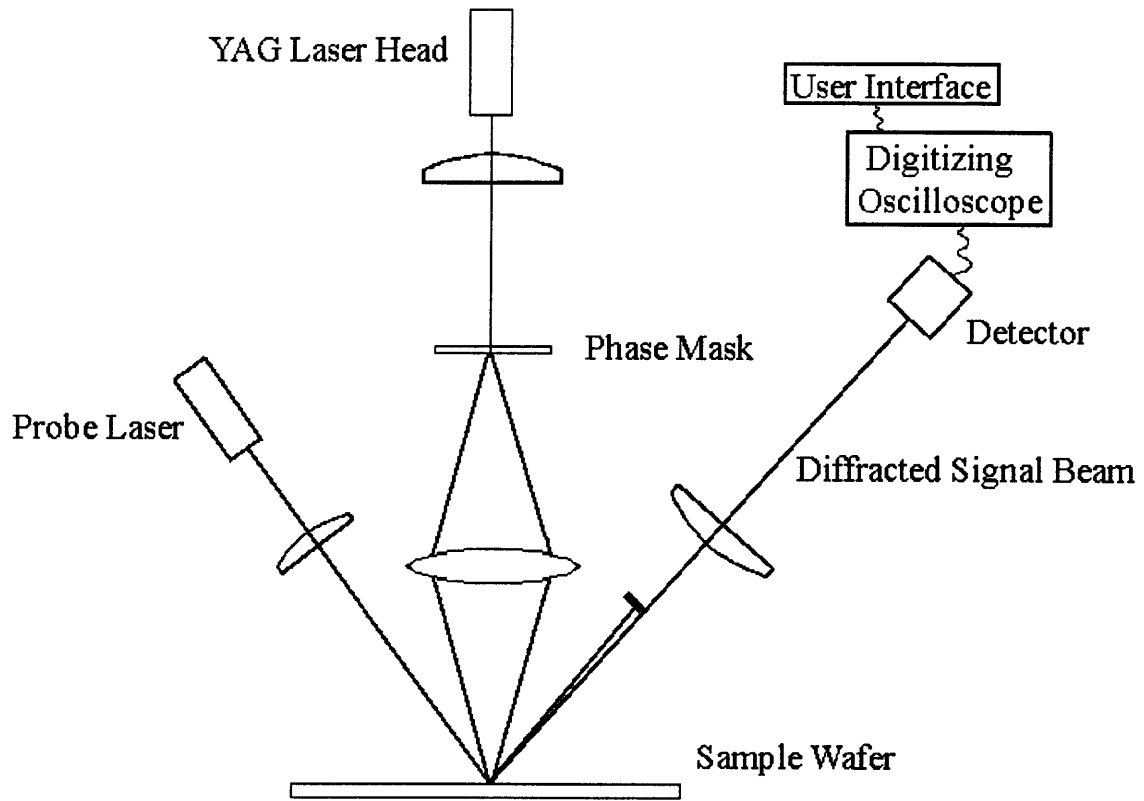 YAG Laser Head
User Interface
Digitizing
Oscilloscope
Detector
Phase Mask
Probe Laser
Diffracted Signal Beam
Sample Wafer